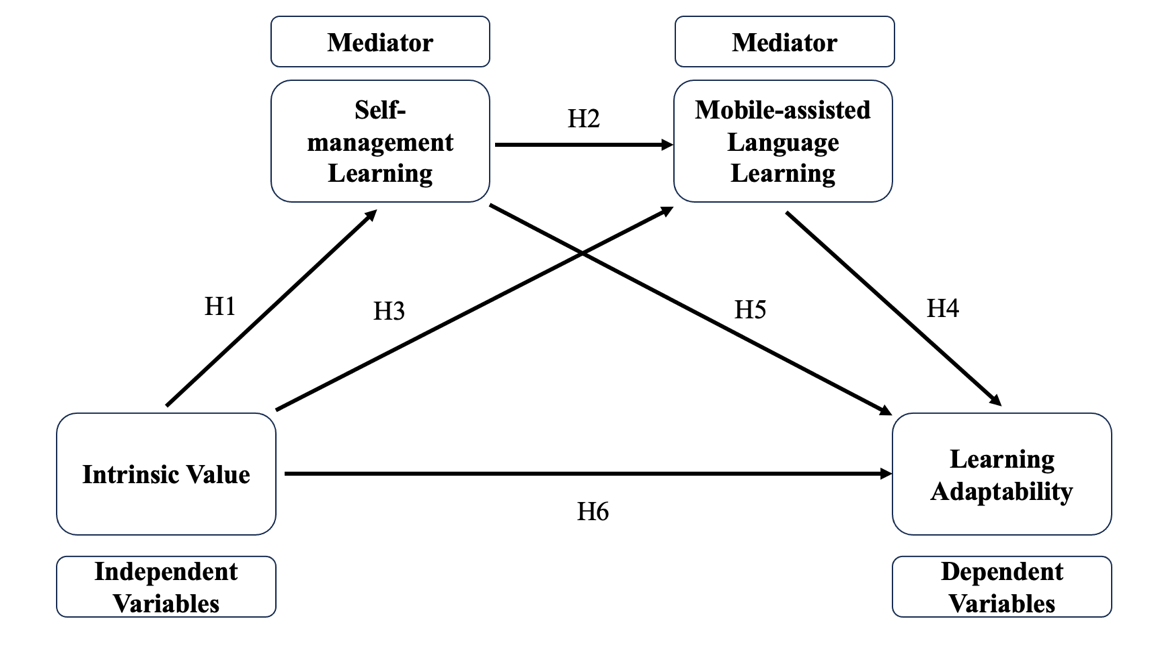 Mediator
Mediator
Self-
management
Learning
H2
Mobile-assisted
Language
Learning
H1
H3
H5
H4
Intrinsic Value
H6
Learning
Adaptability
Independent
Variables
Dependent
Variables